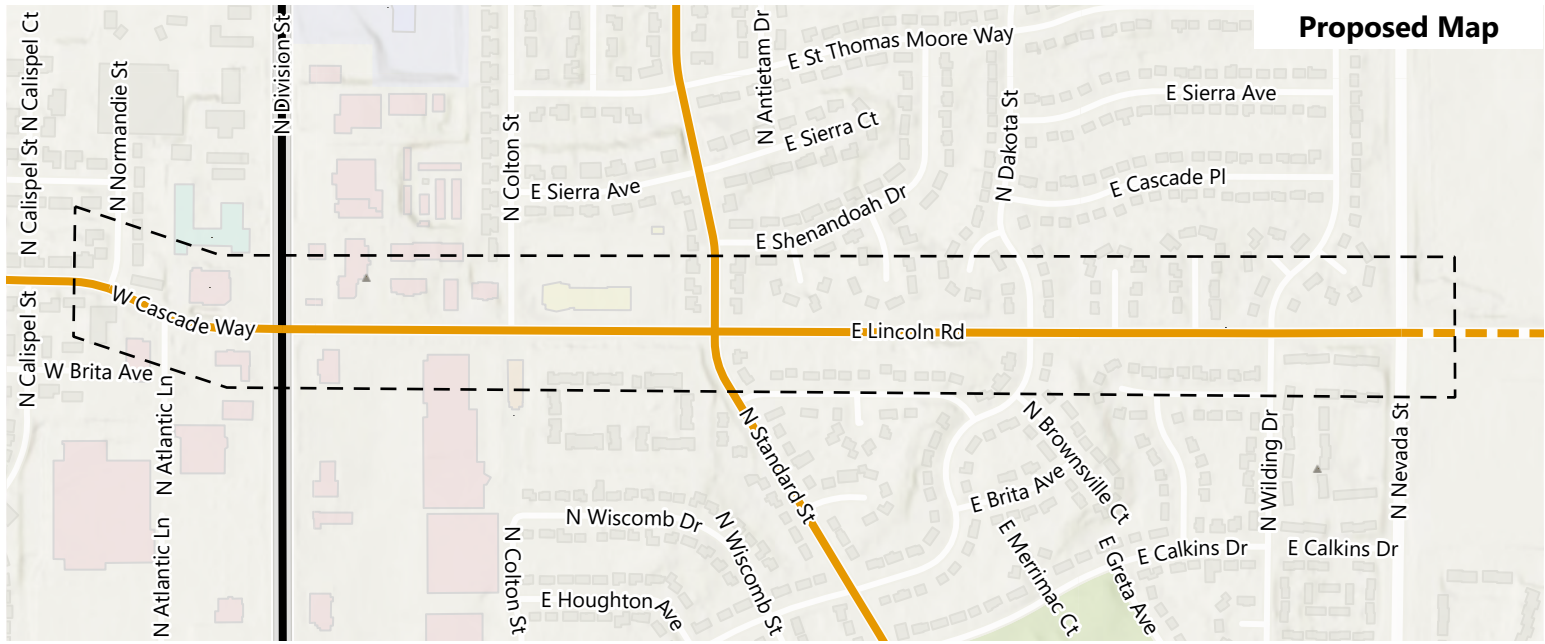 Proposed Map
N Calispel Ct
N Calispel St
N Calispel St
N Calispel St
N Normandie St
N Division St
N Antietam Dr
E St Thomas Moore Way
E Sierra Ave
N Colton St
E Sierra Ct
N Dakota St
E Sierra Ave
E Cascade Pl
E Shenandoah Dr
W Cascade Way
E Lincoln Rd
W Brita Ave
N Atlantic Ln
N Atlantic Ln
N Standard St
N Brownsville Ct
N Wilding Dr
N Nevada St
E Brita Ave
N Wiscomb Dr
N Wiscomb St
N Colton St
E Merrimac Ct
E Greta Ave
E Calkins Dr
E Calkins Dr
E Houghton Ave